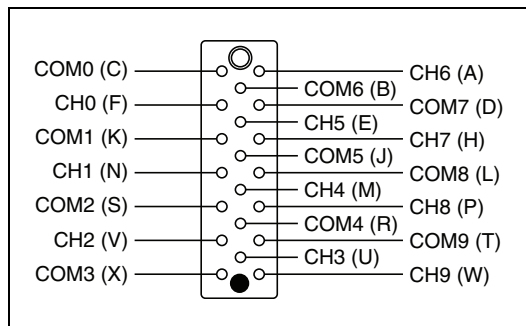 COM0 (C)
CH6 (A)
COM6 (B)
CH0 (F)
COM7 (D)
CH5 (E)
COM1 (K)
CH7 (H)
COM5 (J)
CH1 (N)
COM8 (L)
CH4 (M)
COM2 (S)
CH8 (P)
COM4 (R)
CH2 (V)
COM9 (T)
CH3 (U)
COM3 (X)
CH9 (W)